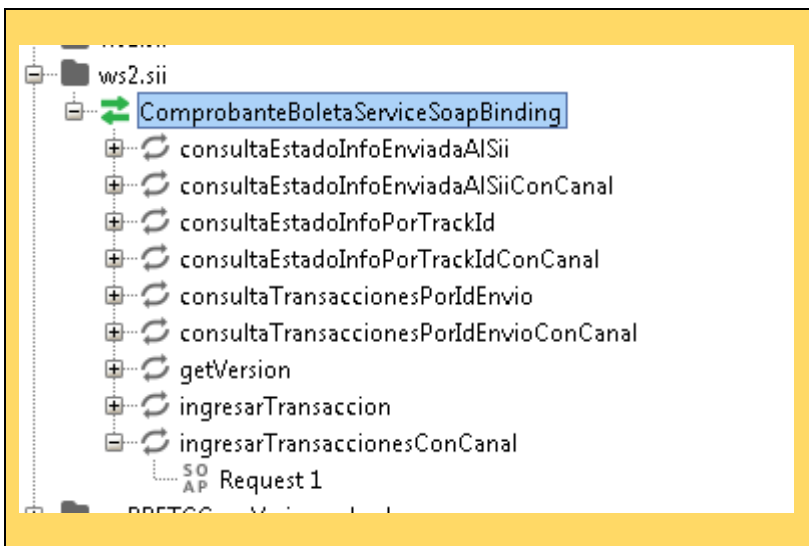 ws2.sii
ComprobanteBoletaServiceSoapBinding
consultaEstadoInfoEnviadaAlSii
consultaEstadoInfoEnviadaAlSiiConCanal
consultaEstadoInfoPorTrackId
consultaEstadoInfoPorTrackIdConCanal
consultaTransaccionesPorIdEnvio
consultaTransaccionesPorIdEnvioConCanal
getVersion
ingresarTransaccion
ingresarTransaccionesConCanal
SO
AP Request 1